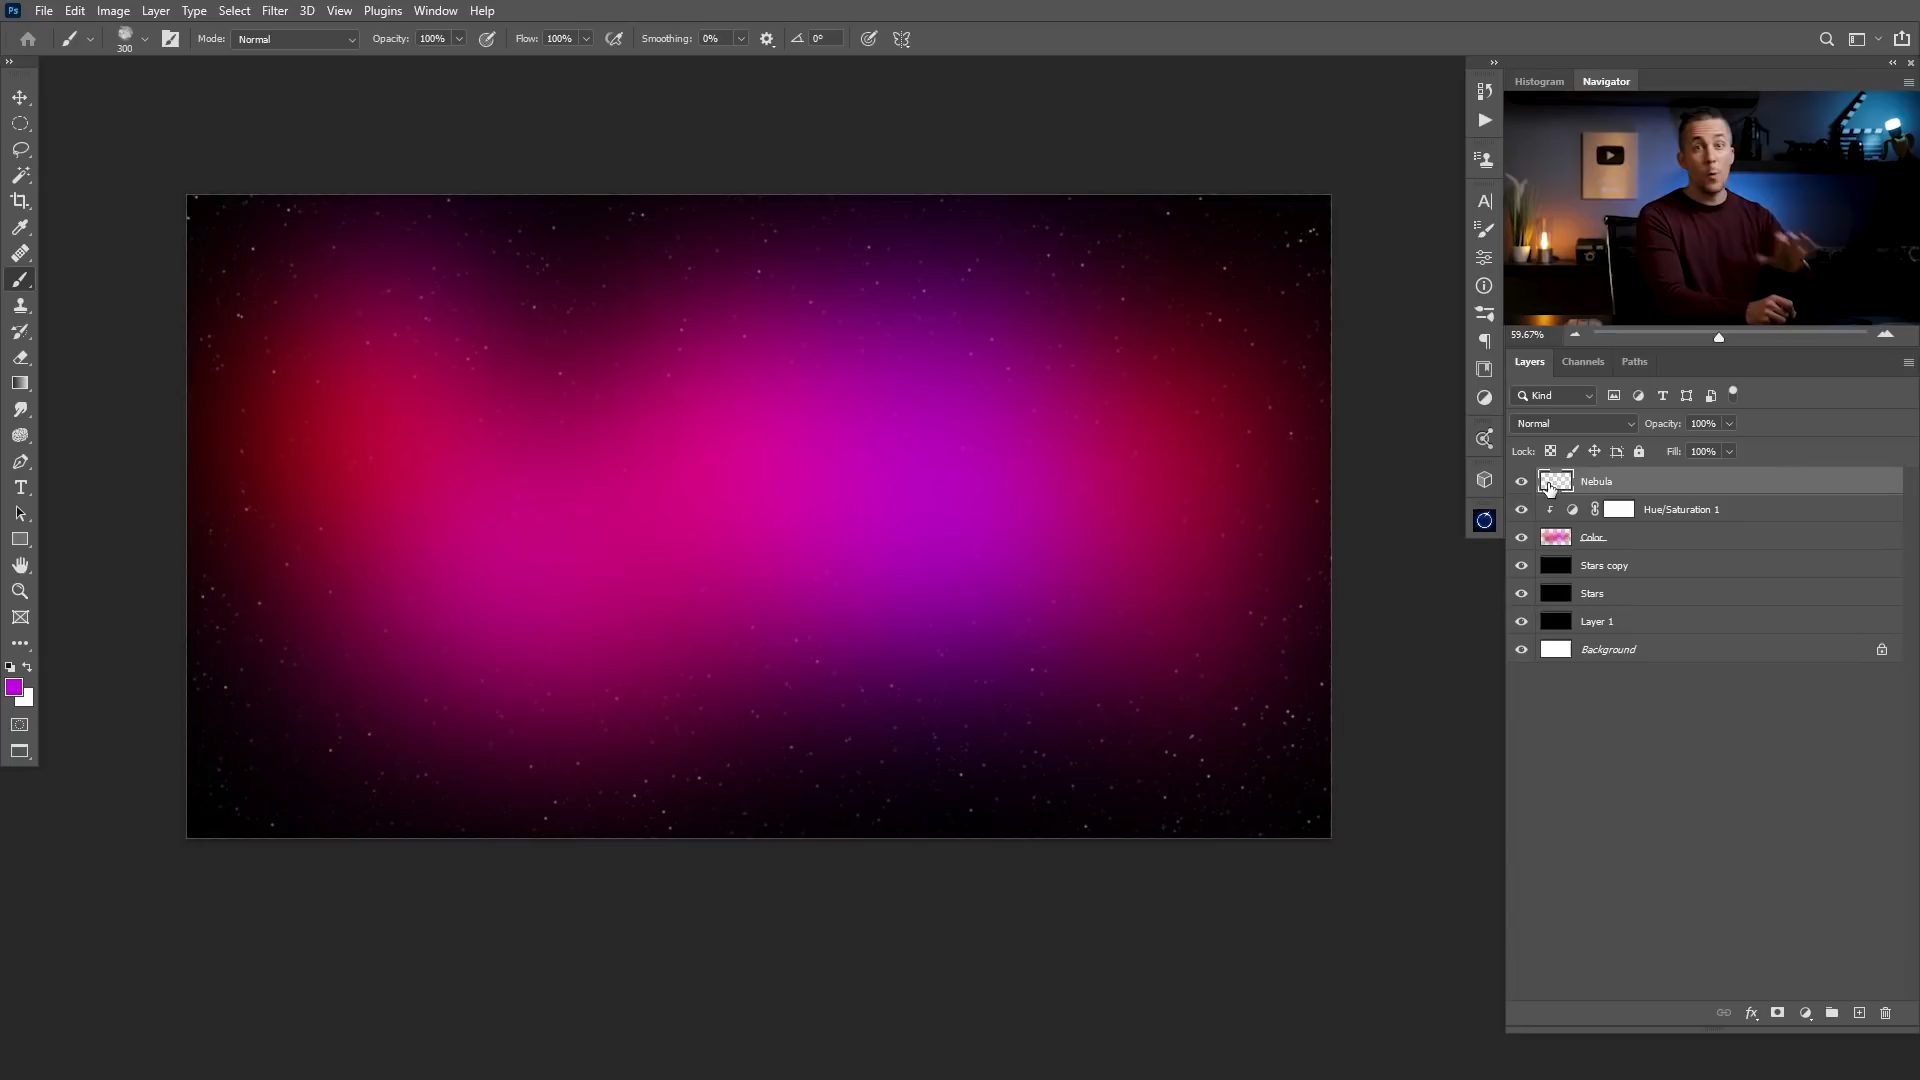 Ps File Edit Image Layer Type Select Filter 3D View Plugins Window Help
300 Mode: Normal Opacity: 100% Flow: 100% Smoothing: 0% 0°
Histogram Navigator
59.67%
Layers Channels Paths
Kind
Normal Opacity: 100%
Lock: Fill: 100%
Nebula
Hue/Saturation 1
Color
Stars copy
Stars
Layer 1
Background